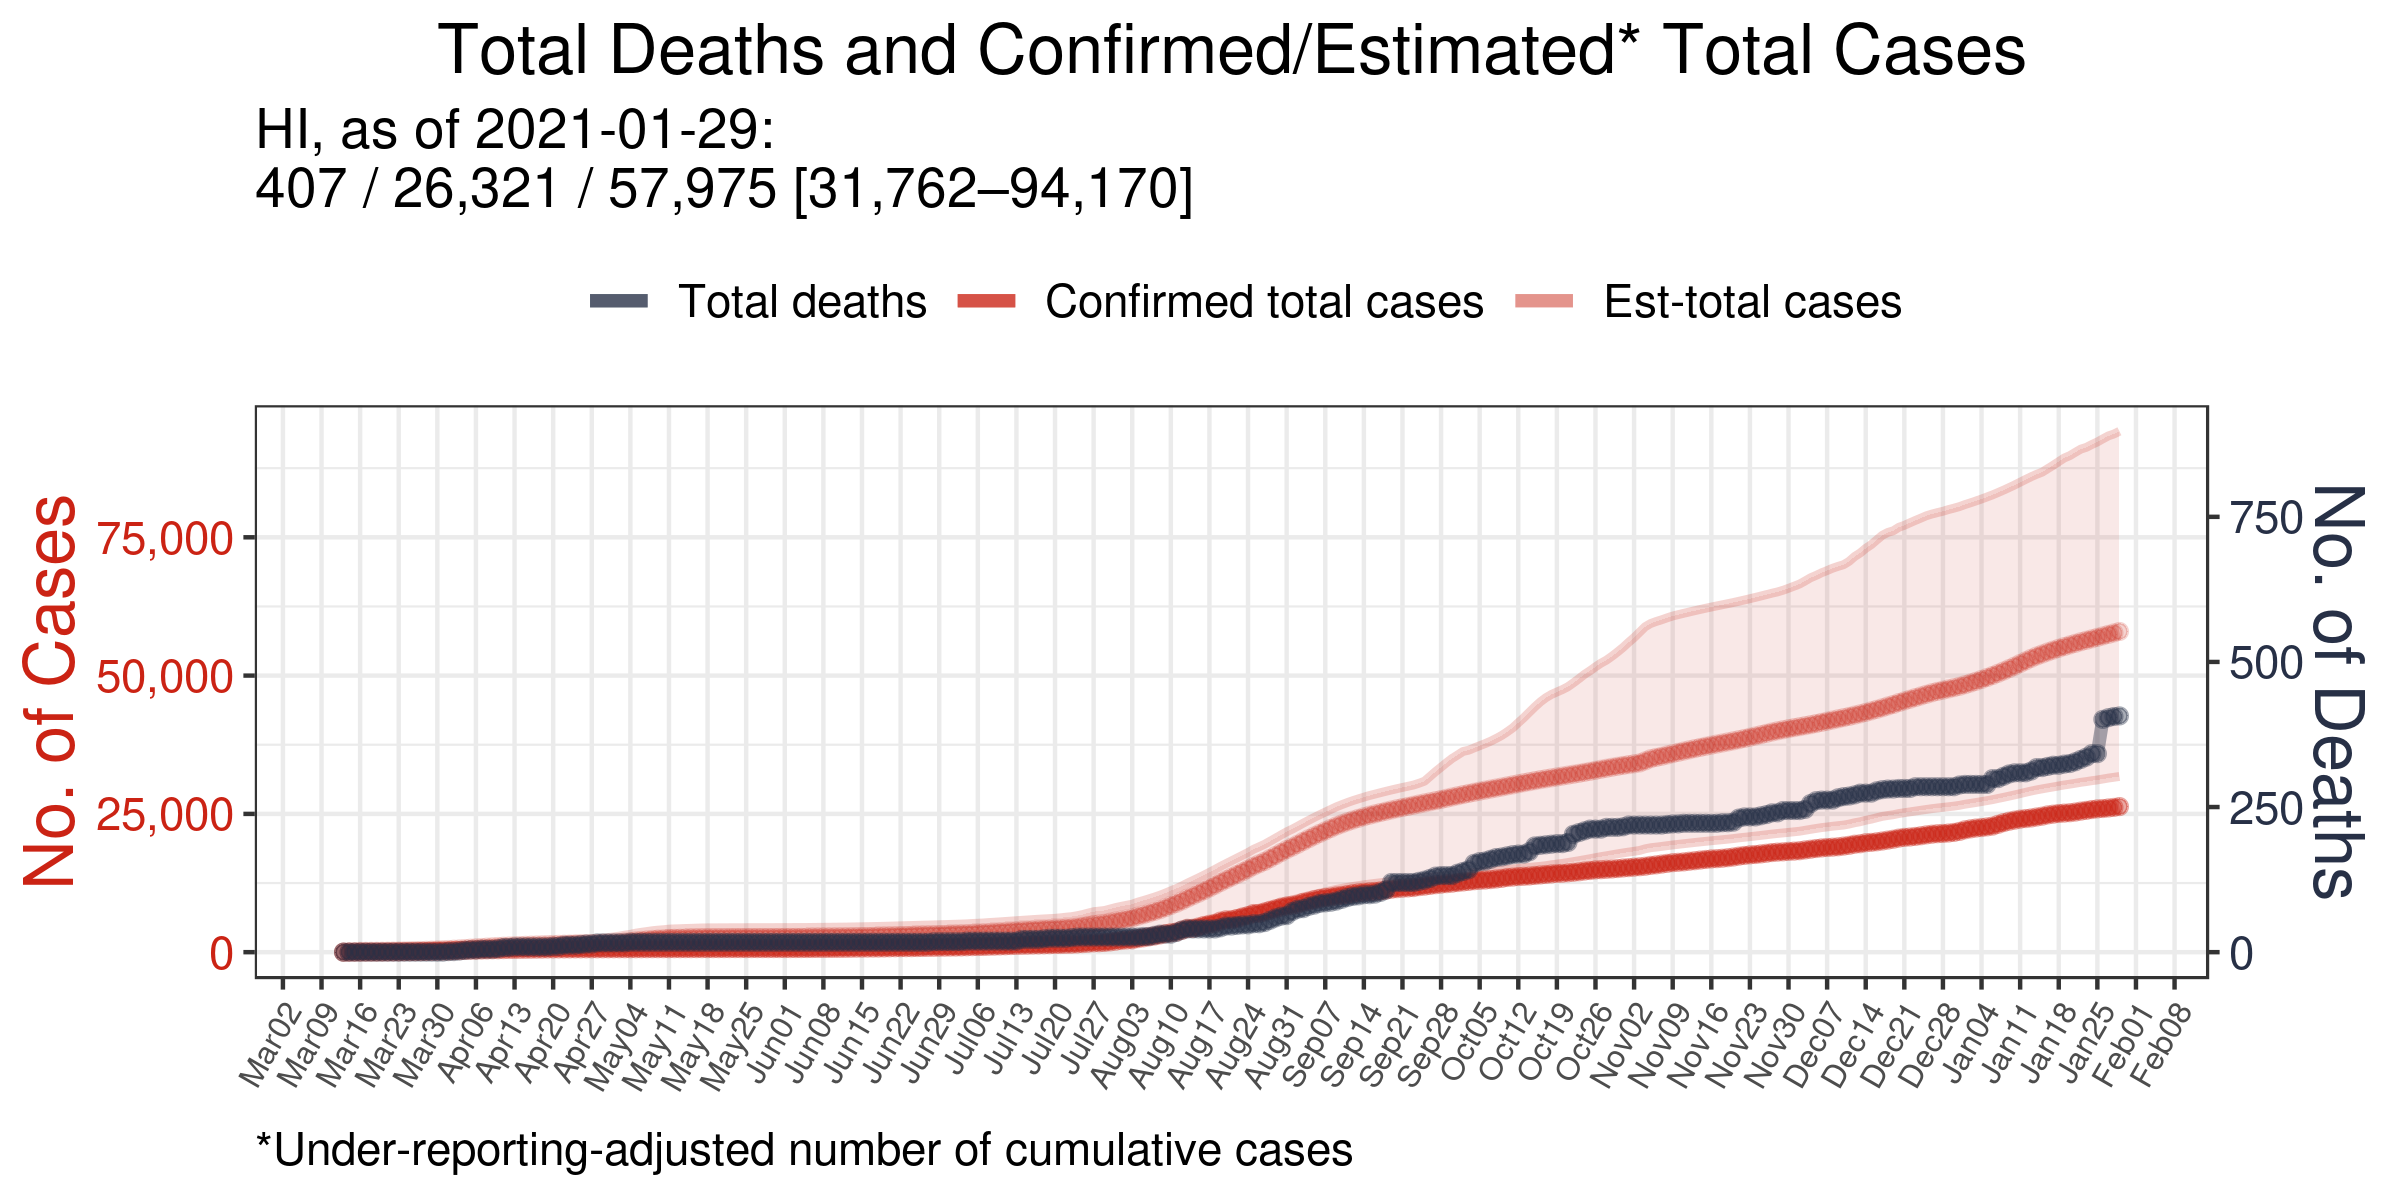 Total Deaths and Confirmed/Estimated* Total Cases
HI, as of 2021-01-29:
407 / 26,321 / 57,975 [31,762–94,170]
Total deaths
Confirmed total cases
Est-total cases
No. of Cases
75,000
50,000
25,000
0
750
500
250
0
No. of Deaths
Mar02
Mar09
Mar16
Mar23
Mar30
Apr06
Apr13
Apr20
Apr27
May04
May11
May18
May25
Jun01
Jun08
Jun15
Jun22
Jun29
Jul06
Jul13
Jul20
Jul27
Aug03
Aug10
Aug17
Aug24
Aug31
Sep07
Sep14
Sep21
Sep28
Oct05
Oct12
Oct19
Oct26
Nov02
Nov09
Nov16
Nov23
Nov30
Dec07
Dec14
Dec21
Dec28
Jan04
Jan11
Jan18
Jan25
Feb01
Feb08
*Under-reporting-adjusted number of cumulative cases